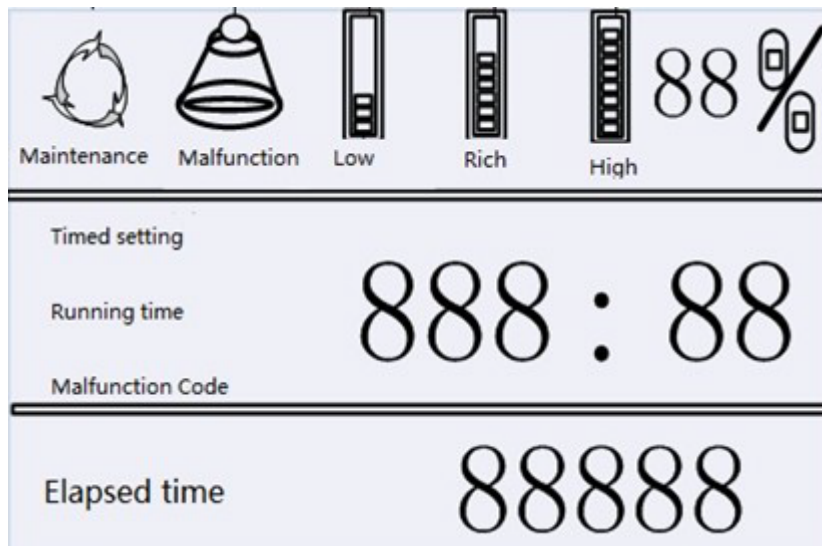 88 %
Maintenance Malfunction Low Rich High
Timed setting
888 : 88
Running time
Malfunction Code
Elapsed time 88888